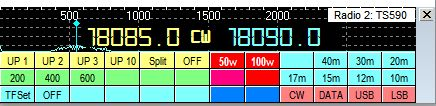 500 1000 1500 2000 Radio 2: TS590
18085.0 CW 18090.0
UP 1 UP 2 UP 3 UP 10 Split OFF 50w 100w 40m 30m 20m
200 400 600 17m 15m 12m 10m
TFSet OFF CW DATA USB LSB